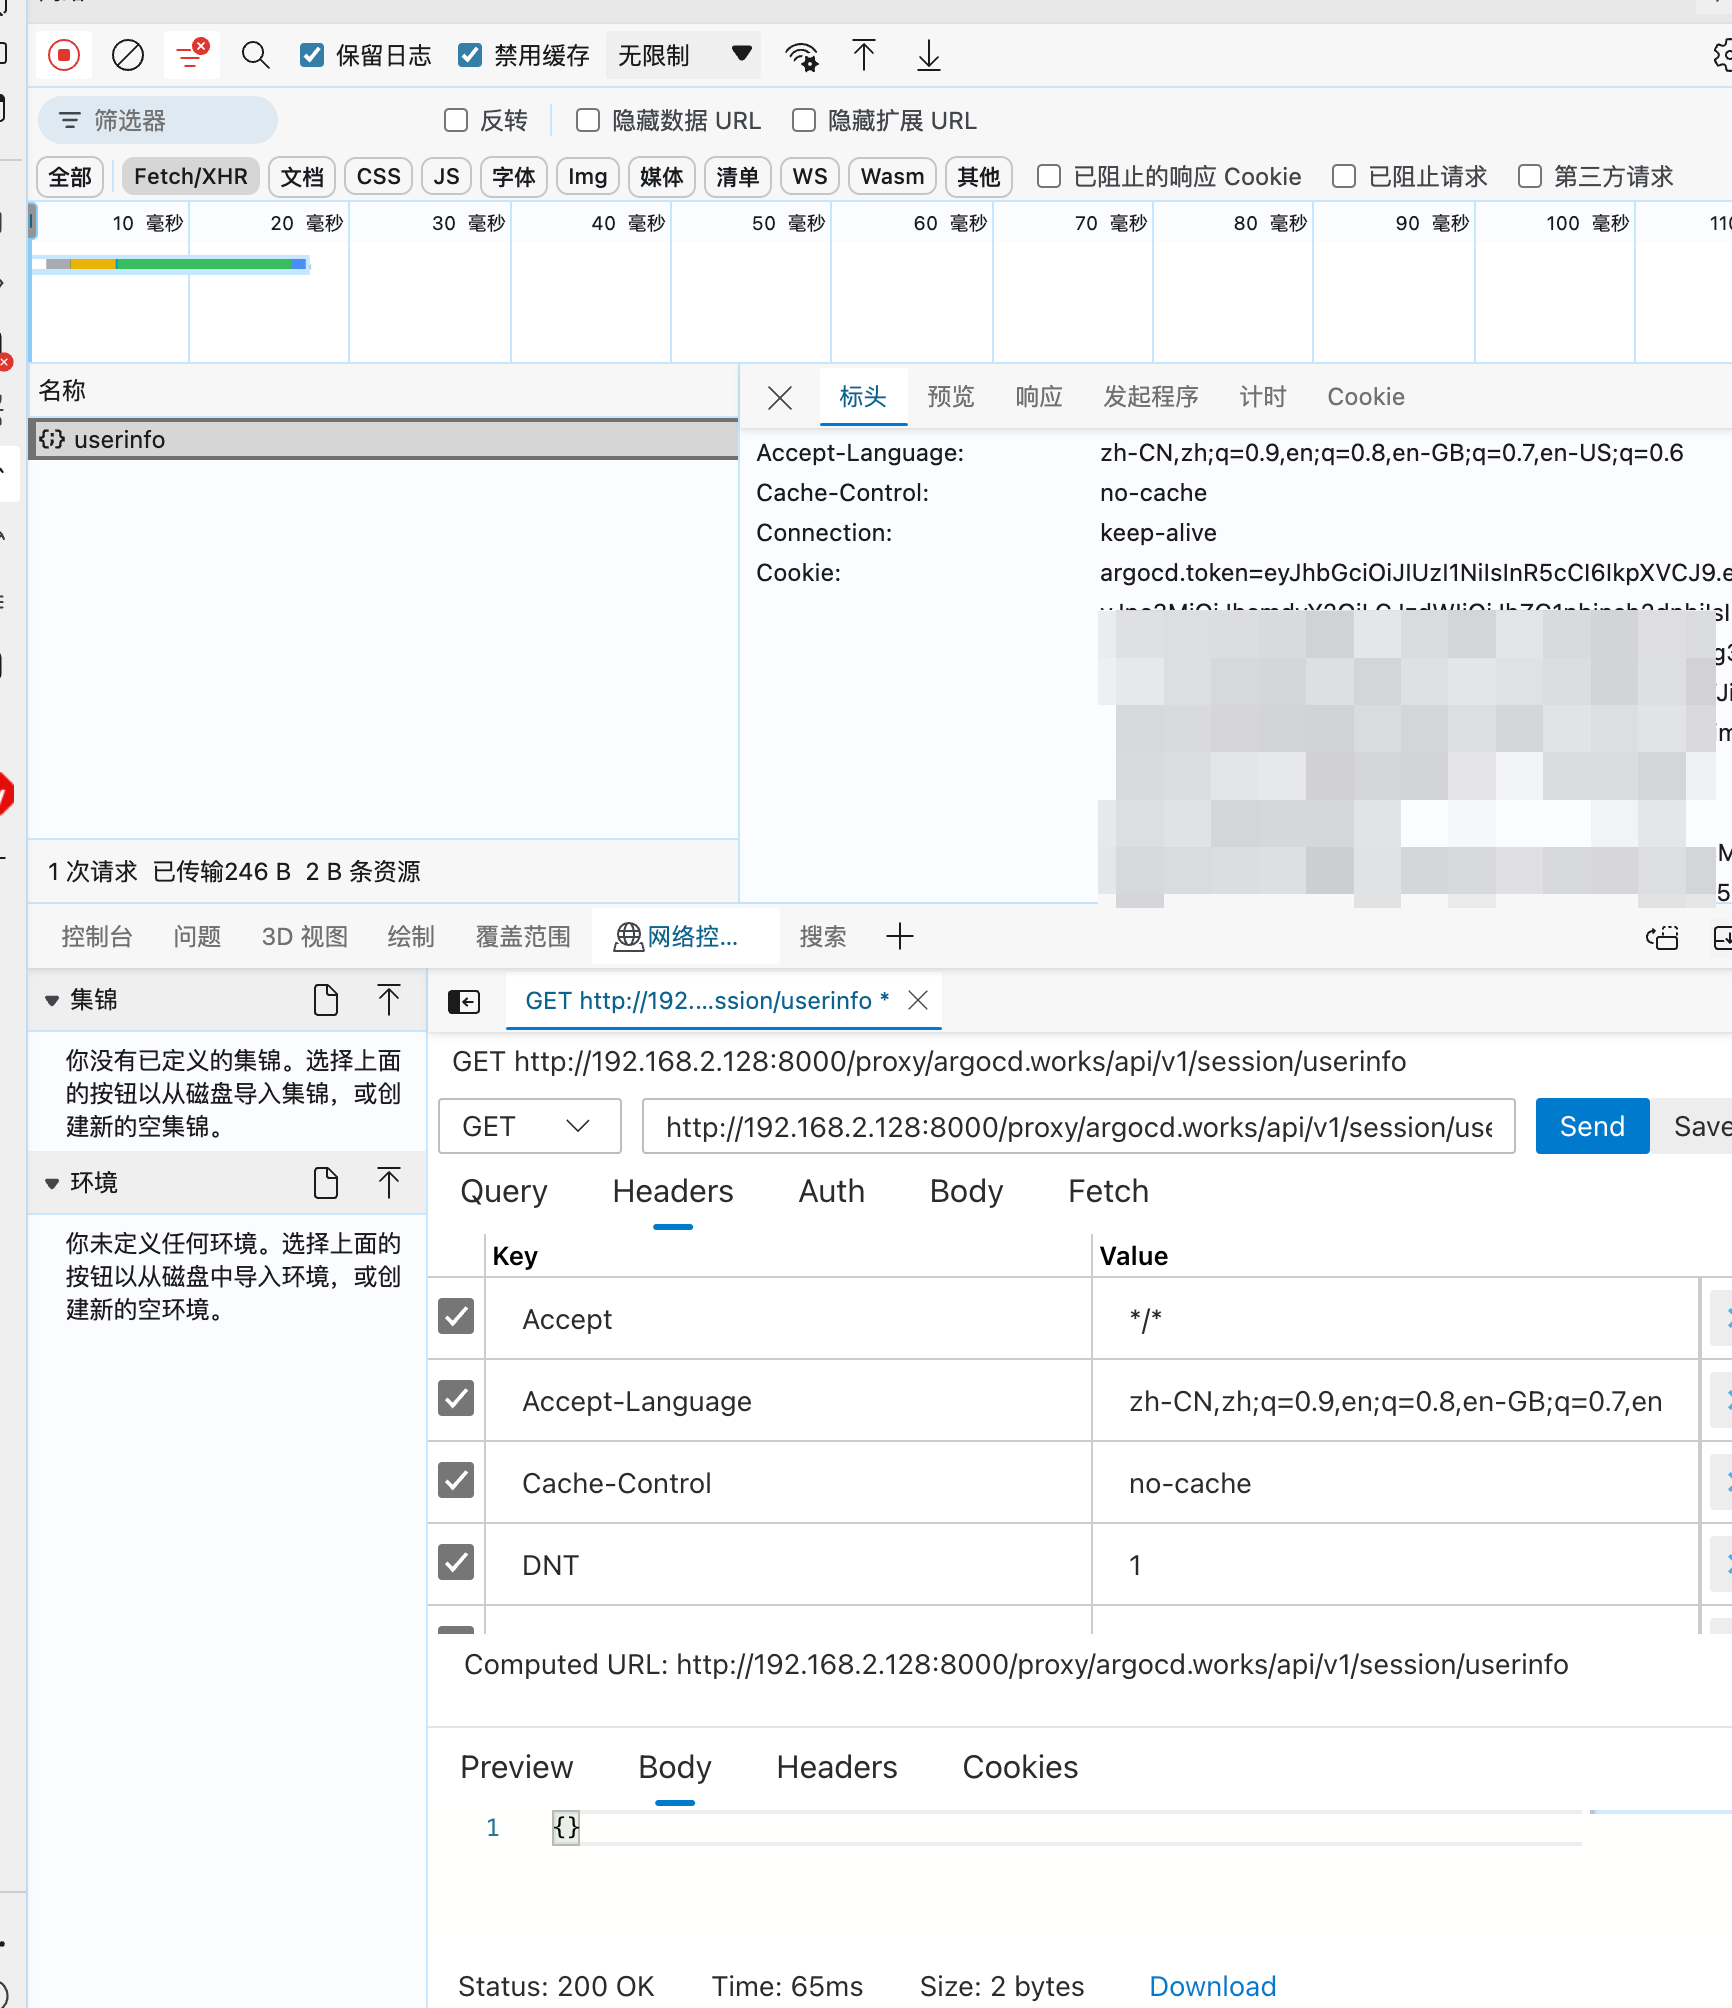 保留日志 禁用缓存 无限制
筛选器 反转 隐藏数据 URL 隐藏扩展 URL
全部 Fetch/XHR 文档 CSS JS 字体 Img 媒体 清单 WS Wasm 其他 已阻止的响应 Cookie 已阻止请求 第三方请求
10 毫秒 20 毫秒 30 毫秒 40 毫秒 50 毫秒 60 毫秒 70 毫秒 80 毫秒 90 毫秒 100 毫秒
名称
{;} userinfo
1 次请求 已传输246 B 2 B 条资源
标头 预览 响应 发起程序 计时 Cookie
Accept-Language: zh-CN,zh;q=0.9,en;q=0.8,en-GB;q=0.7,en-US;q=0.6
Cache-Control: no-cache
Connection: keep-alive
Cookie: argocd.token=eyJhbGciOiJIUzI1NiIsInR5cCI6IkpXVCJ9.e
控制台 问题 3D 视图 绘制 覆盖范围 网络控... 搜索
集锦
你没有已定义的集锦。选择上面
的按钮以从磁盘导入集锦，或创
建新的空集锦。
环境
你未定义任何环境。选择上面的
按钮以从磁盘中导入环境，或创
建新的空环境。
GET http://192....ssion/userinfo *
GET http://192.168.2.128:8000/proxy/argocd.works/api/v1/session/userinfo
GET http://192.168.2.128:8000/proxy/argocd.works/api/v1/session/use Send Save
Query Headers Auth Body Fetch
Key Value
Accept */*
Accept-Language zh-CN,zh;q=0.9,en;q=0.8,en-GB;q=0.7,en
Cache-Control no-cache
DNT 1
Computed URL: http://192.168.2.128:8000/proxy/argocd.works/api/v1/session/userinfo
Preview Body Headers Cookies
1 {}
Status: 200 OK Time: 65ms Size: 2 bytes Download